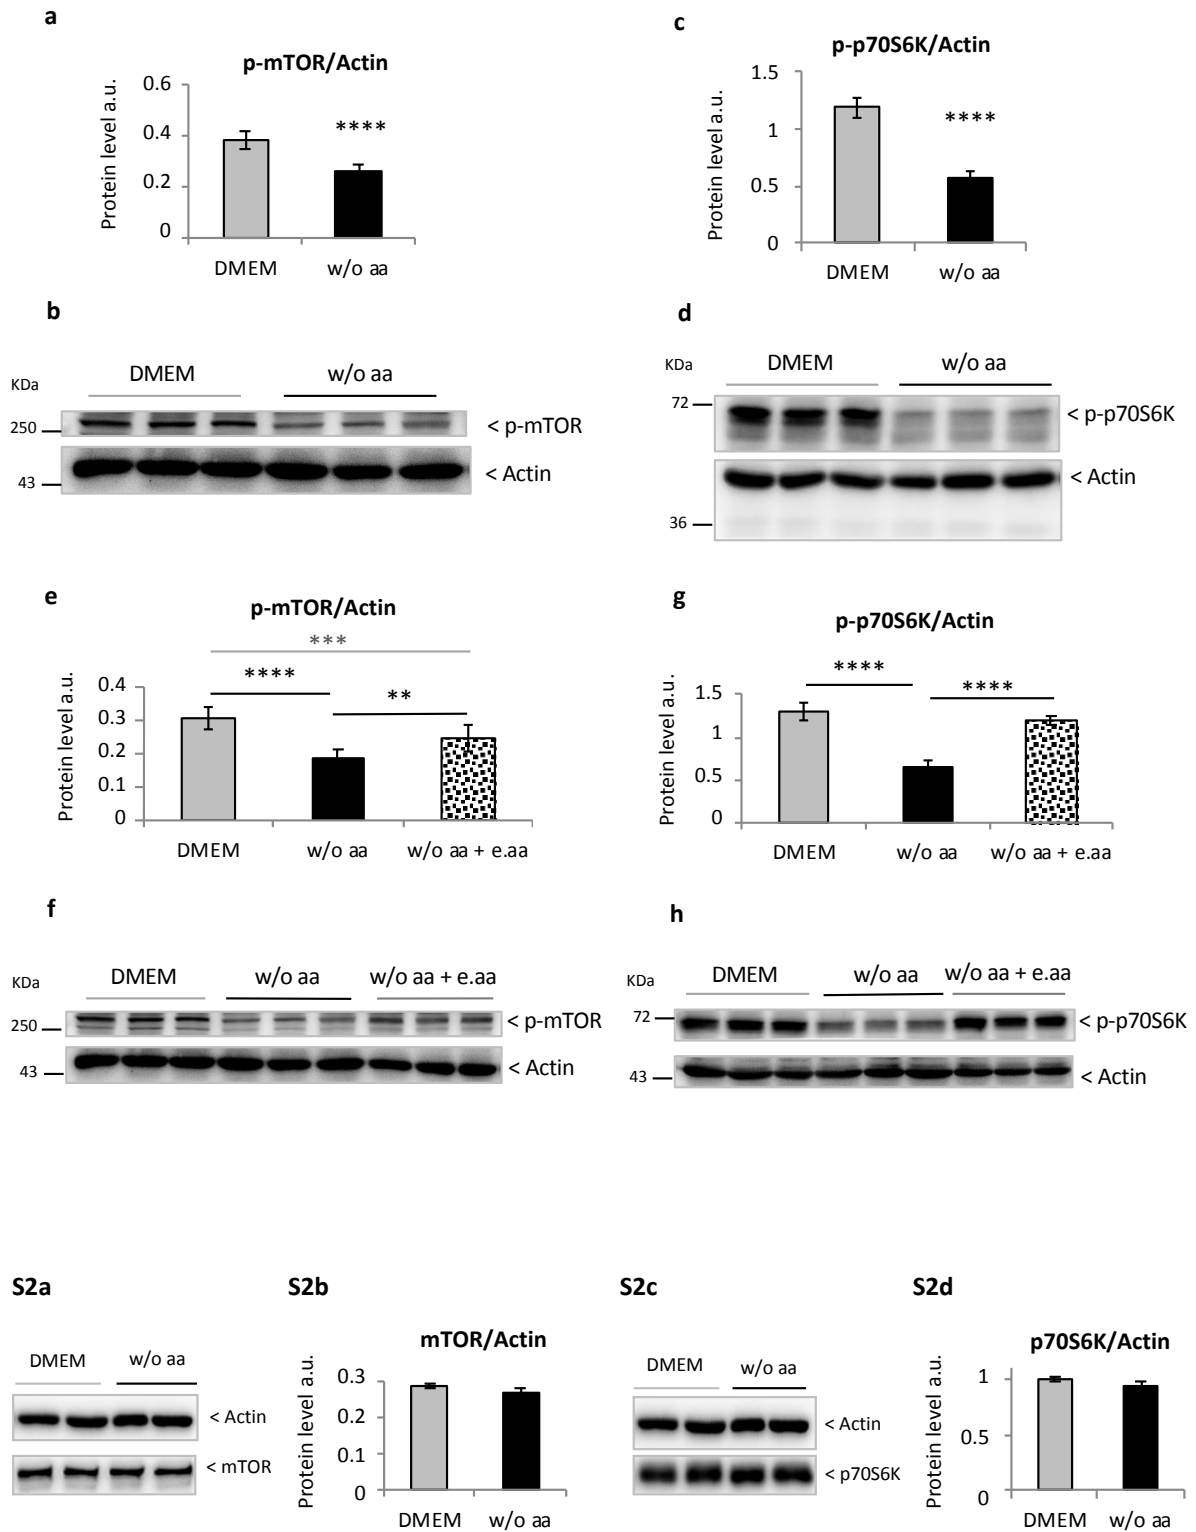 a
p-mTOR/Actin
Protein level a.u.
0.6
0.4
0.2
0
****
DMEM
w/o aa
c
p-p70S6K/Actin
Protein level a.u.
1.5
1
0.5
0
****
DMEM
w/o aa
b
KDa
DMEM
w/o aa
250
< p-mTOR
43
< Actin
d
DMEM
w/o aa
72
< p-p70S6K
< Actin
36
e
p-mTOR/Actin
***
****
**
Protein level a.u.
0.4
0.3
0.2
0.1
0
DMEM
w/o aa
w/o aa + e.aa
g
p-p70S6K/Actin
****
****
Protein level a.u.
1.5
1
0.5
0
DMEM
w/o aa
w/o aa + e.aa
f
KDa
DMEM
w/o aa
w/o aa + e.aa
250
< p-mTOR
43
< Actin
h
KDa
DMEM
w/o aa
w/o aa + e.aa
72
< p-p70S6K
43
< Actin
S2a
DMEM
w/o aa
< Actin
< mTOR
S2b
mTOR/Actin
Protein level a.u.
0.3
0.2
0.1
0
DMEM
w/o aa
S2c
DMEM
w/o aa
< Actin
< p70S6K
S2d
p70S6K/Actin
Protein level a.u.
1
0.5
0
DMEM
w/o aa